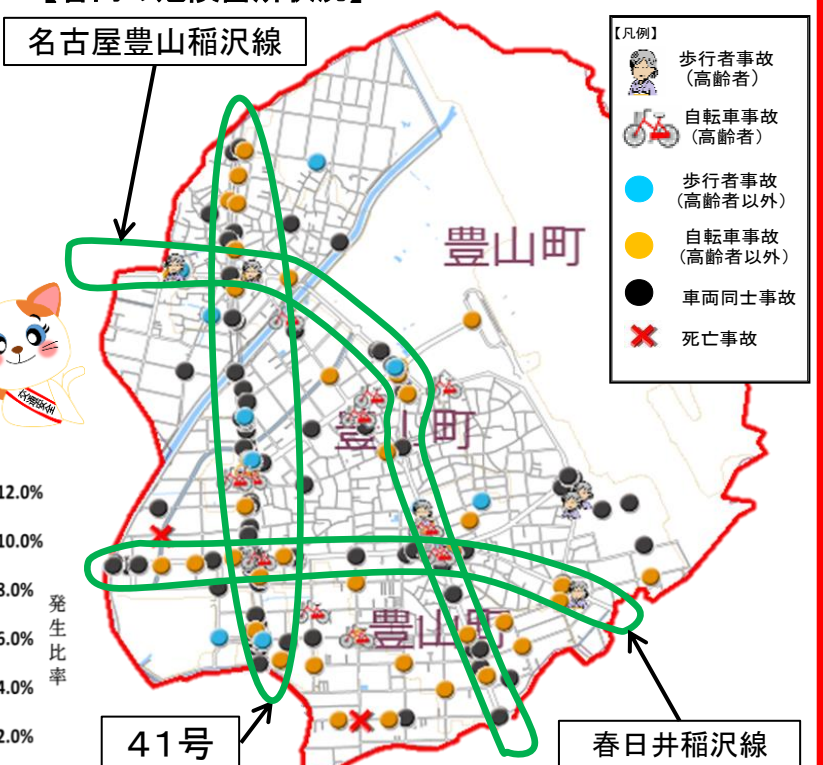 名古屋豊山稲沢線
【凡例】
歩行者事故
(高齢者)
自転車事故
(高齢者)
歩行者事故
(高齢者以外)
自転車事故
(高齢者以外)
車両同士事故
死亡事故
豊山町
豊山町
豊山町
交通安全
12.0%
10.0%
8.0%
6.0%
4.0%
2.0%
発生比率
41号
春日井稲沢線